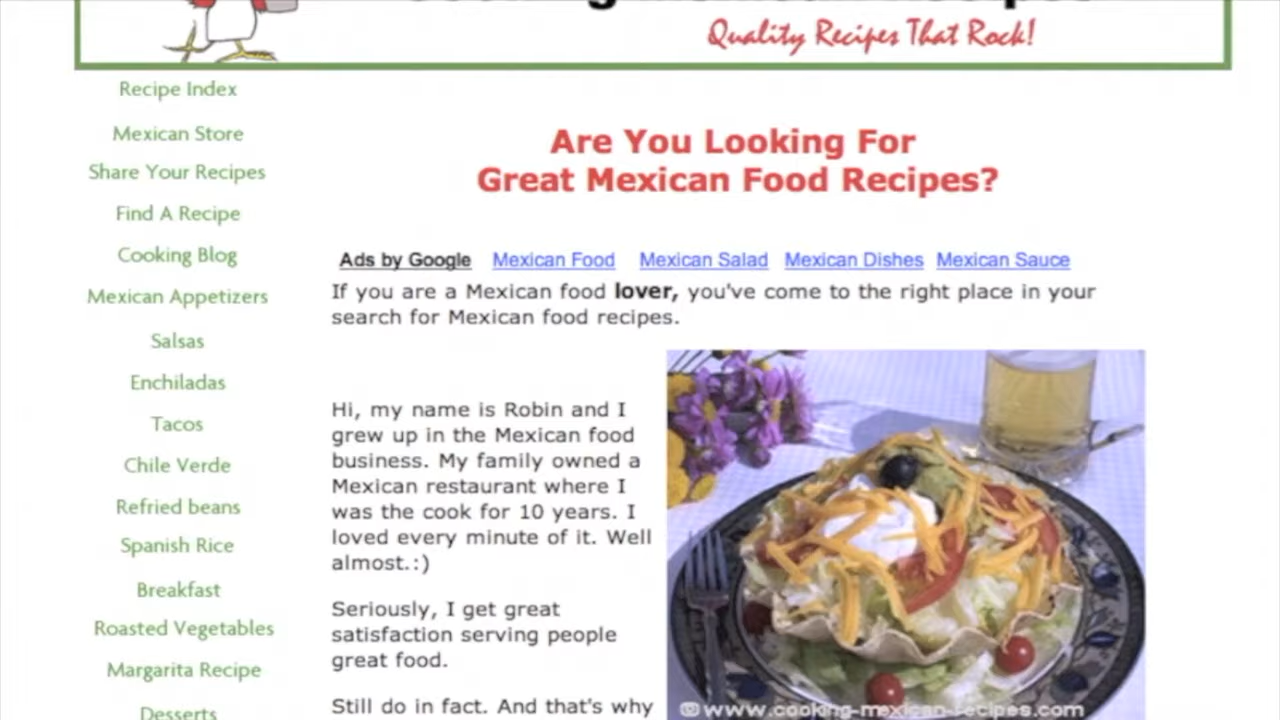 Cooking Mexican Recipes
Quality Recipes That Rock!
Recipe Index
Mexican Store
Share Your Recipes
Find A Recipe
Cooking Blog
Mexican Appetizers
Salsas
Enchiladas
Tacos
Chile Verde
Refried beans
Spanish Rice
Breakfast
Roasted Vegetables
Margarita Recipe
Desserts
Are You Looking For
Great Mexican Food Recipes?
Ads by Google Mexican Food Mexican Salad Mexican Dishes Mexican Sauce
If you are a Mexican food lover, you've come to the right place in your
search for Mexican food recipes.
Hi, my name is Robin and I
grew up in the Mexican food
business. My family owned a
Mexican restaurant where I
was the cook for 10 years. I
loved every minute of it. Well
almost.:)
Seriously, I get great
satisfaction serving people
great food.
Still do in fact. And that's why
©www.cooking-mexican-recipes.com